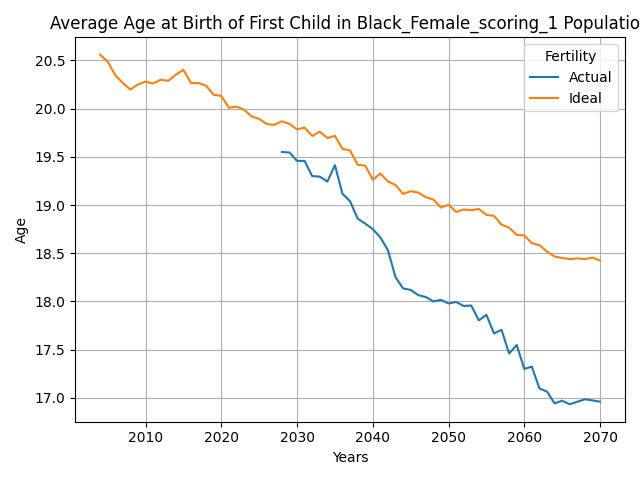 Average Age at Birth of First Child in Black_Female_scoring_1 Populatio
Fertility
Actual
Ideal
20.5
20.0
19.5
19.0
18.5
18.0
17.5
17.0
Age
2010 2020 2030 2040 2050 2060 2070
Years